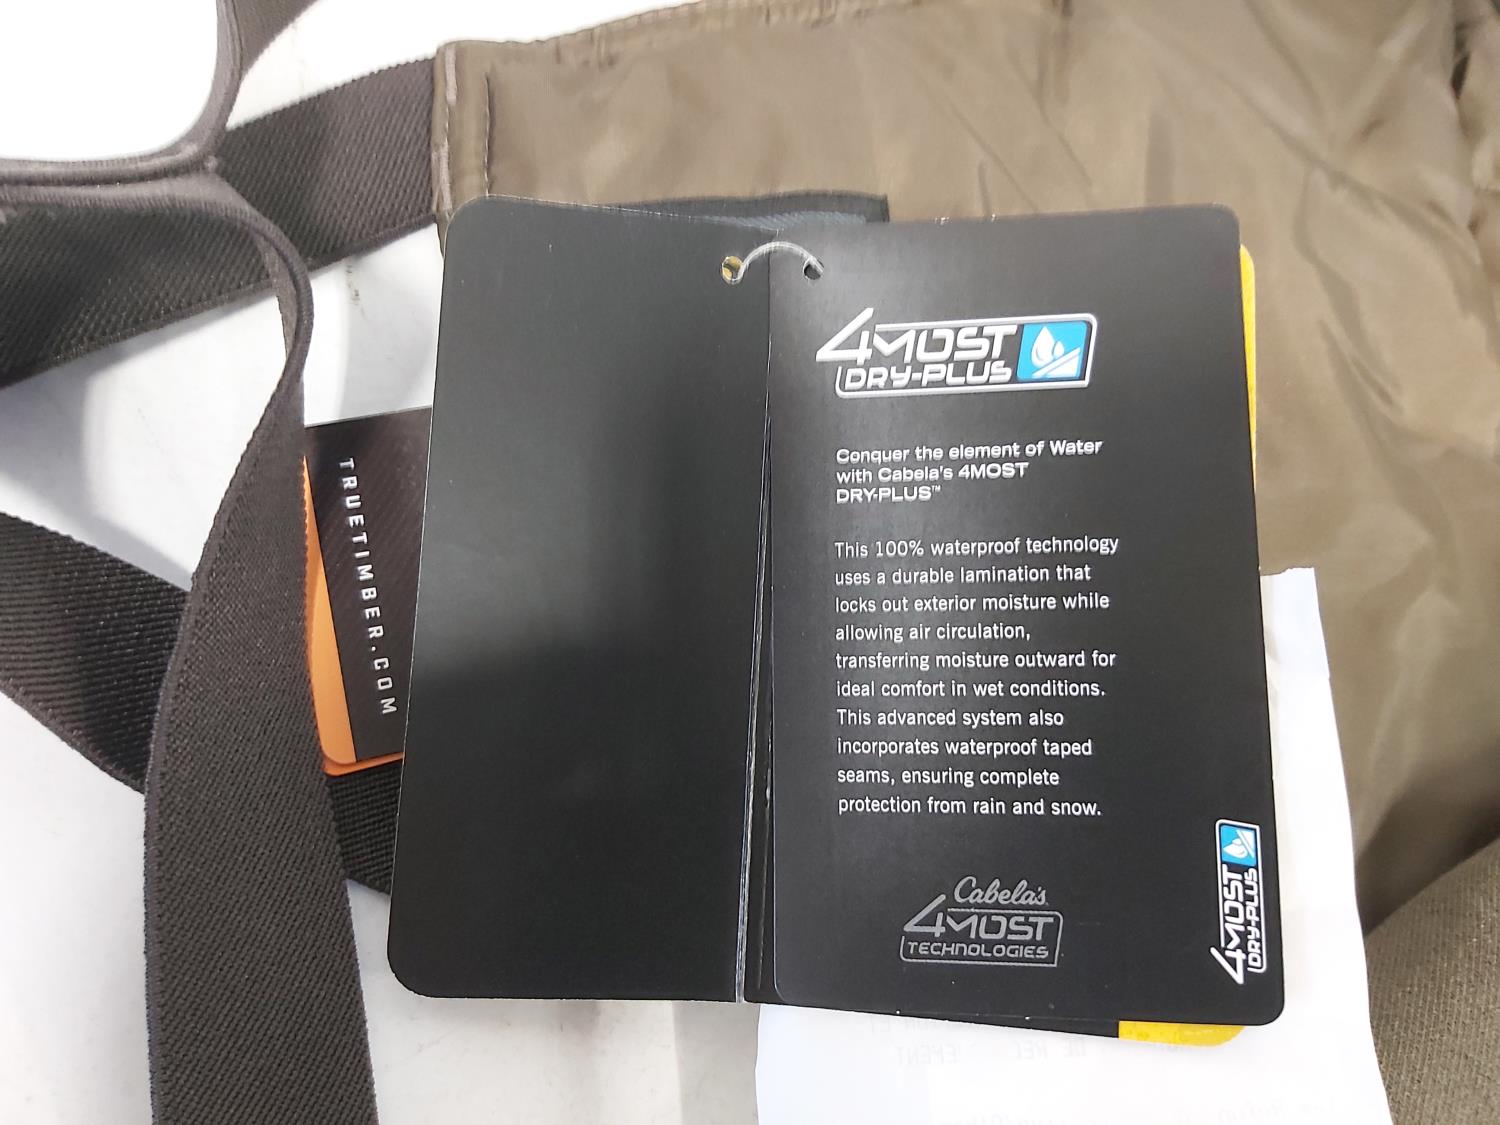 TRUETIMBER.COM
4MOST
DRY-PLUS
Conquer the element of Water
with Cabela's 4MOST
DRY-PLUS™
This 100% waterproof technology
uses a durable lamination that
locks out exterior moisture while
allowing air circulation,
transferring moisture outward for
ideal comfort in wet conditions.
This advanced system also
incorporates waterproof taped
seams, ensuring complete
protection from rain and snow.
Cabela's
4MOST
TECHNOLOGIES
4MOST
DRY-PLUS